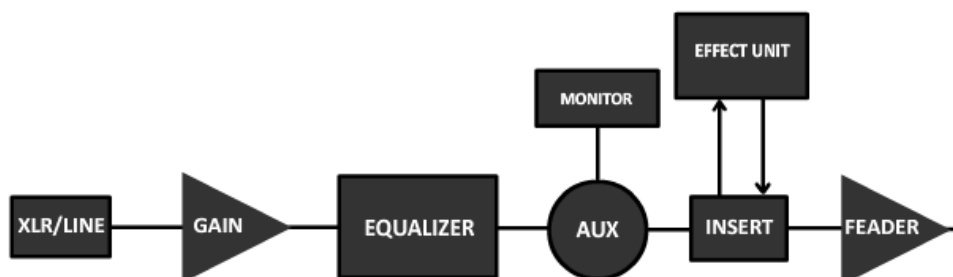 EFFECT UNIT
MONITOR
XLR/LINE
GAIN
EQUALIZER
AUX
INSERT
FEADER